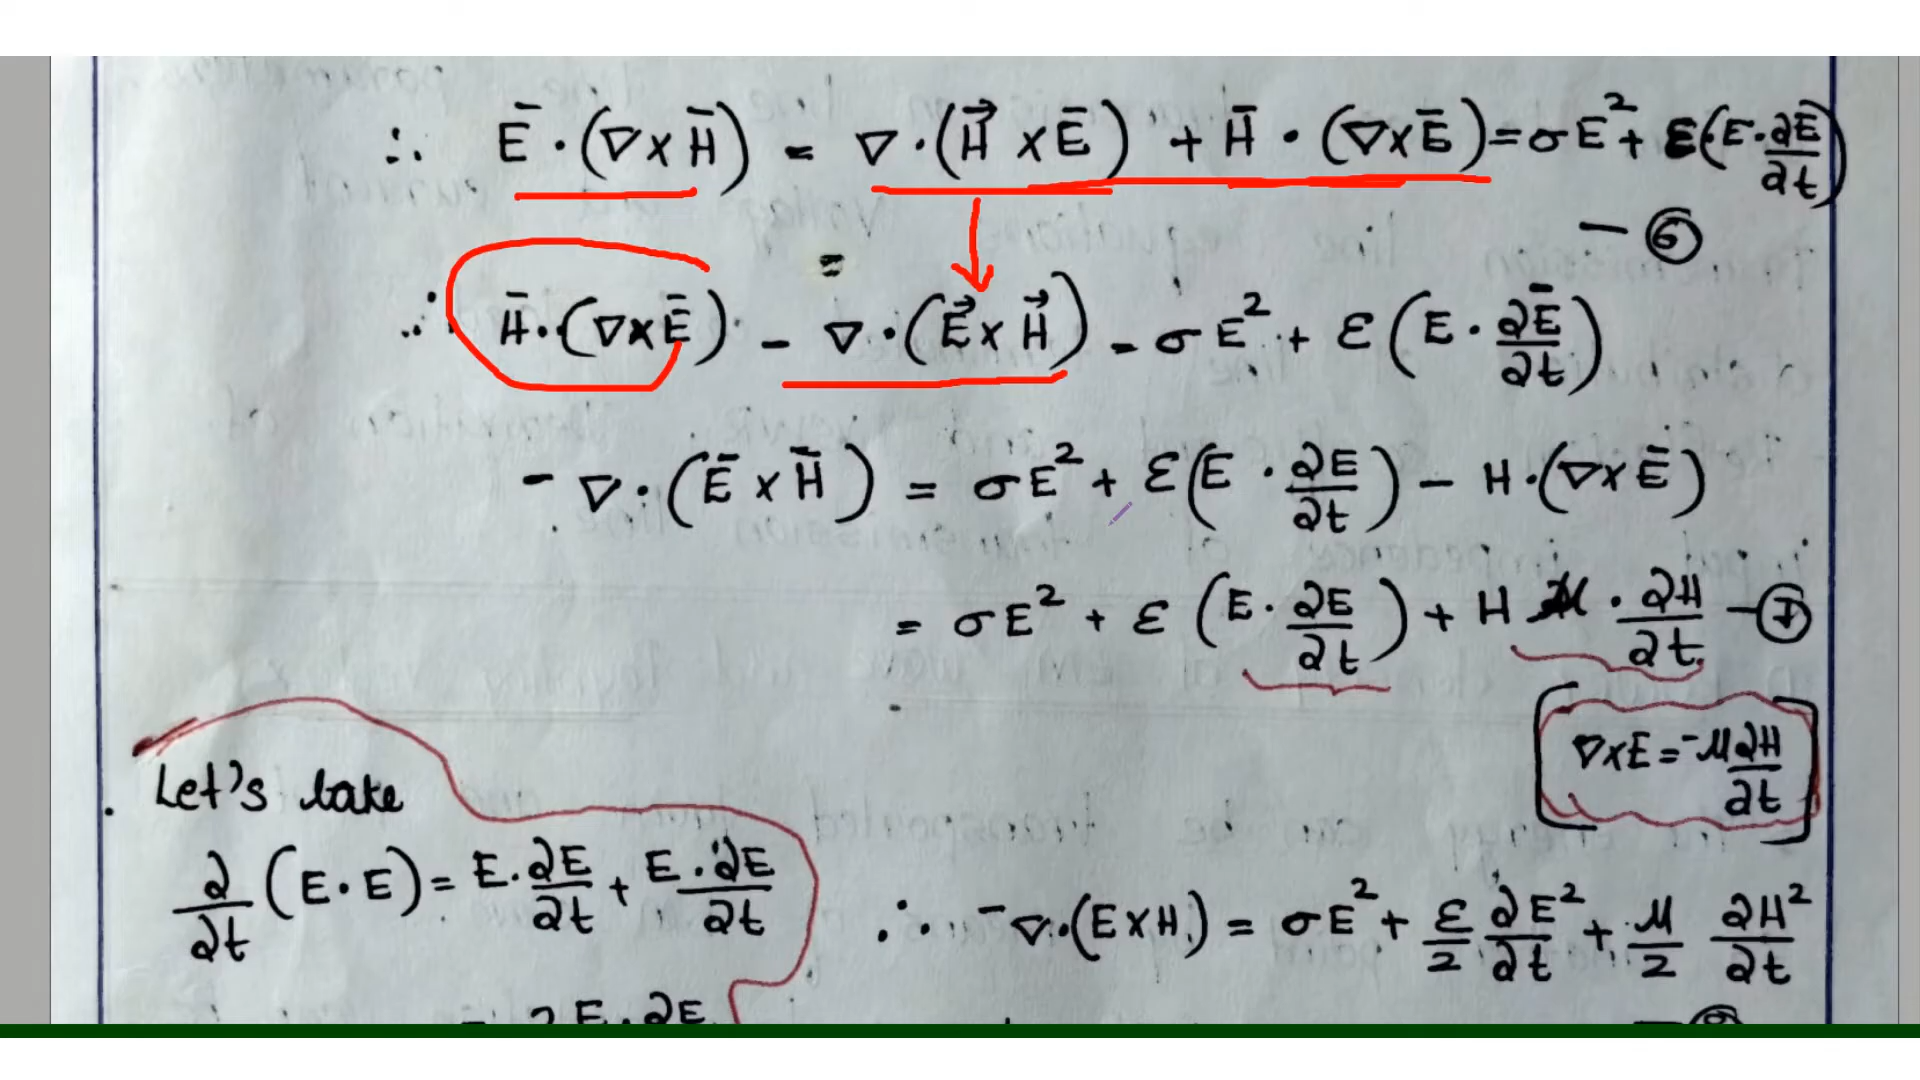 ∴ Ē·(∇×H̄) = ∇·(H⃗×Ē) + H̄·(∇×Ē) = σE² + ε(E·∂Ē/∂t)
— ⑥
=
∴ H̄·(∇×Ē) - ∇·(E⃗×H⃗) = σE² + ε(E·∂Ē/∂t)
- ∇·(Ē×H̄) = σE² + ε(E·∂E/∂t) - H·(∇×Ē)
= σE² + ε(E·∂E/∂t) + H μ·∂H/∂t — ⑦
[∇×E = -μ∂H/∂t]
Let's take
∂/∂t (E·E) = E·∂E/∂t + E·∂E/∂t
∴ -∇·(E×H) = σE² + ε/2 ∂E²/∂t + μ/2 ∂H²/∂t